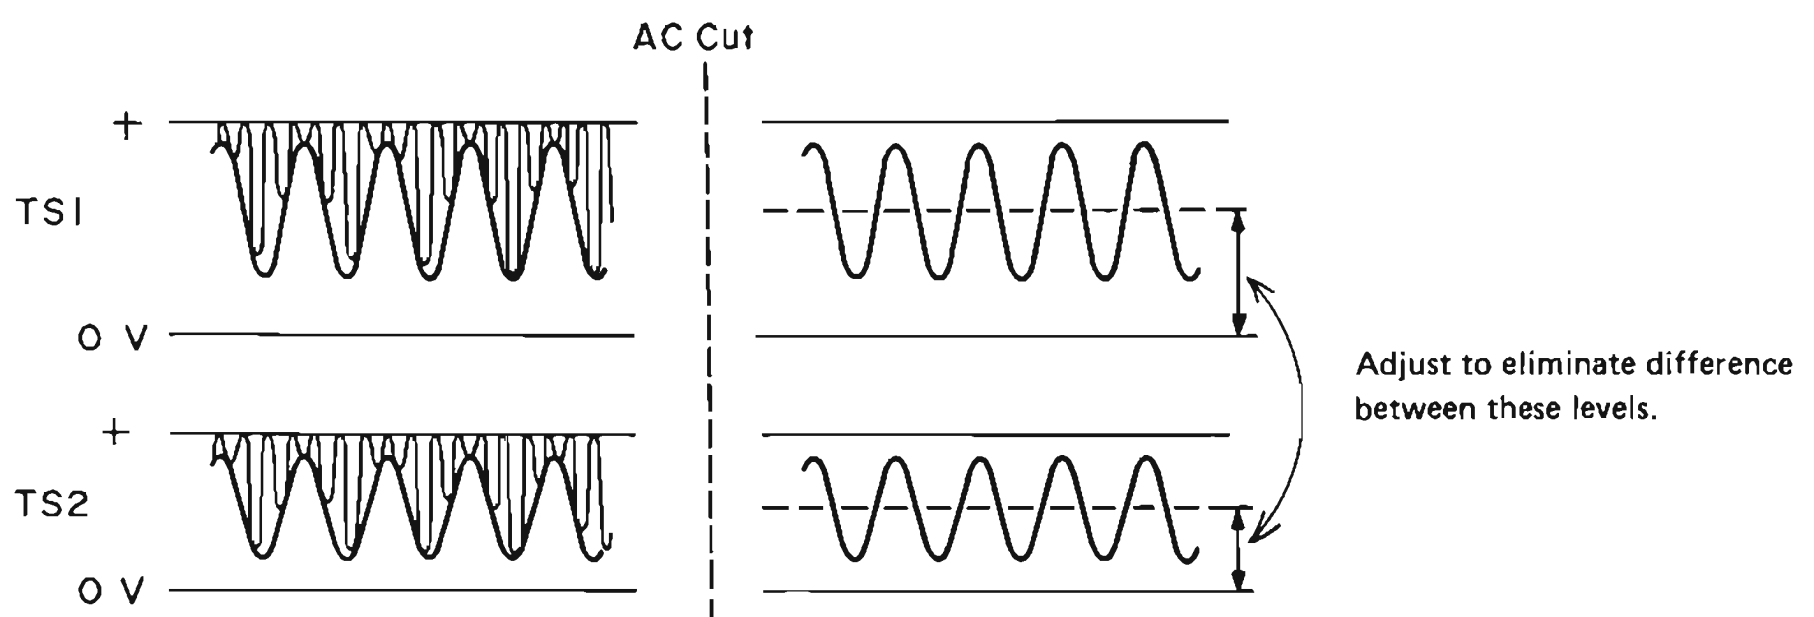 AC Cut
+
TS1
0 V
Adjust to eliminate difference
between these levels.
+
TS2
0 V